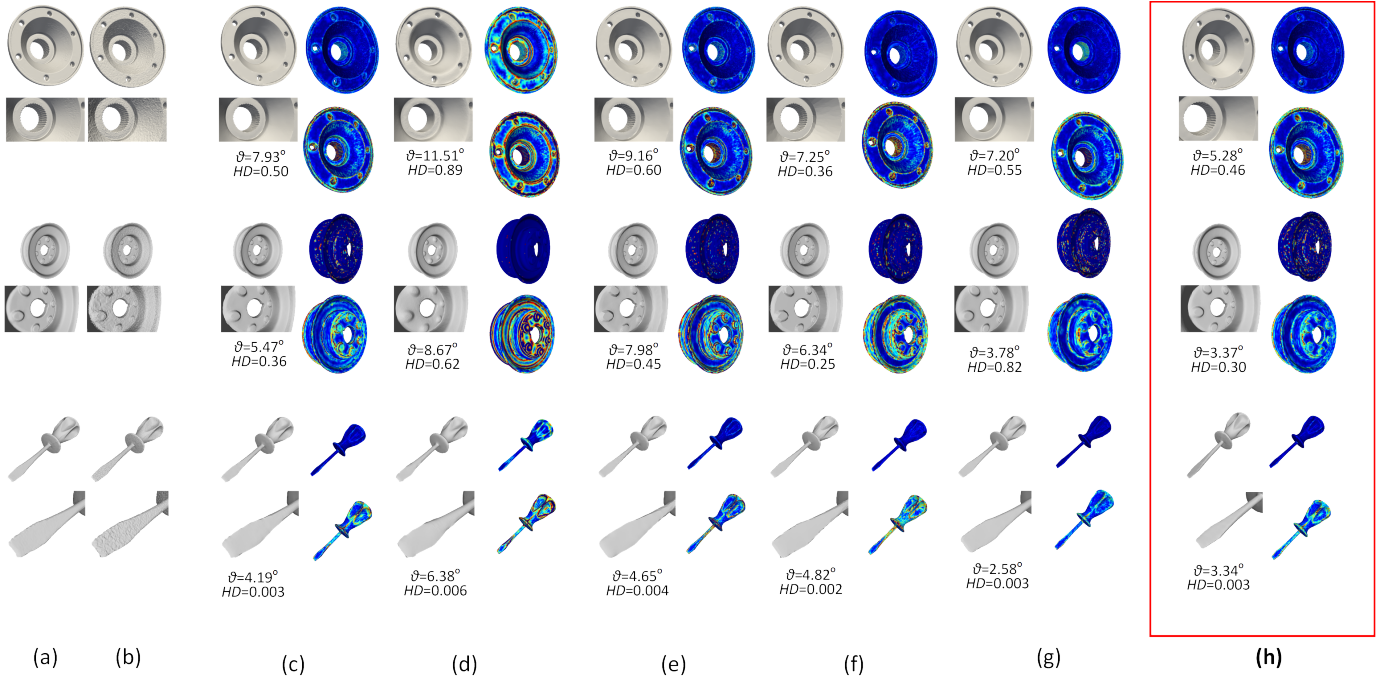 ϑ=7.93°
HD=0.50
ϑ=11.51°
HD=0.89
ϑ=9.16°
HD=0.60
ϑ=7.25°
HD=0.36
ϑ=7.20°
HD=0.55
ϑ=5.28°
HD=0.46
ϑ=5.47°
HD=0.36
ϑ=8.67°
HD=0.62
ϑ=7.98°
HD=0.45
ϑ=6.34°
HD=0.25
ϑ=3.78°
HD=0.82
ϑ=3.37°
HD=0.30
ϑ=4.19°
HD=0.003
ϑ=6.38°
HD=0.006
ϑ=4.65°
HD=0.004
ϑ=4.82°
HD=0.002
ϑ=2.58°
HD=0.003
ϑ=3.34°
HD=0.003
(a) (b) (c) (d) (e) (f) (g) (h)